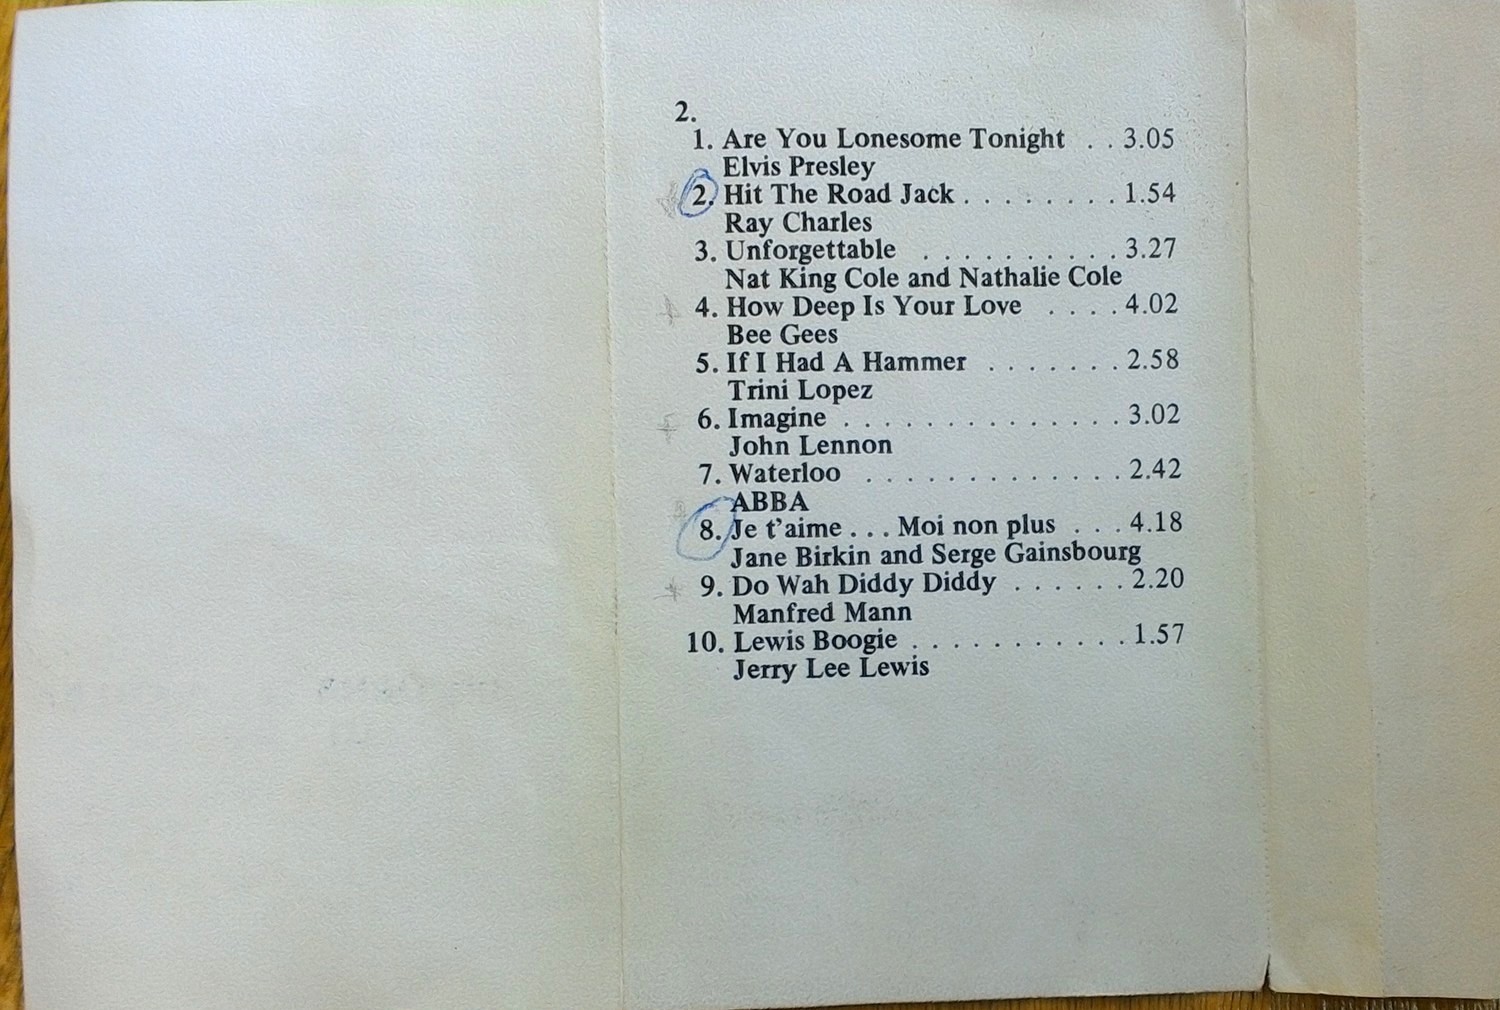 2.
1. Are You Lonesome Tonight . . 3.05
Elvis Presley
2. Hit The Road Jack . . . . . . . . 1.54
Ray Charles
3. Unforgettable . . . . . . . . . . 3.27
Nat King Cole and Nathalie Cole
4. How Deep Is Your Love . . . . 4.02
Bee Gees
5. If I Had A Hammer . . . . . . . 2.58
Trini Lopez
6. Imagine . . . . . . . . . . . . . . 3.02
John Lennon
7. Waterloo . . . . . . . . . . . . . 2.42
ABBA
8. Je t’aime . . . Moi non plus . . . 4.18
Jane Birkin and Serge Gainsbourg
9. Do Wah Diddy Diddy . . . . . . 2.20
Manfred Mann
10. Lewis Boogie . . . . . . . . . . . 1.57
Jerry Lee Lewis